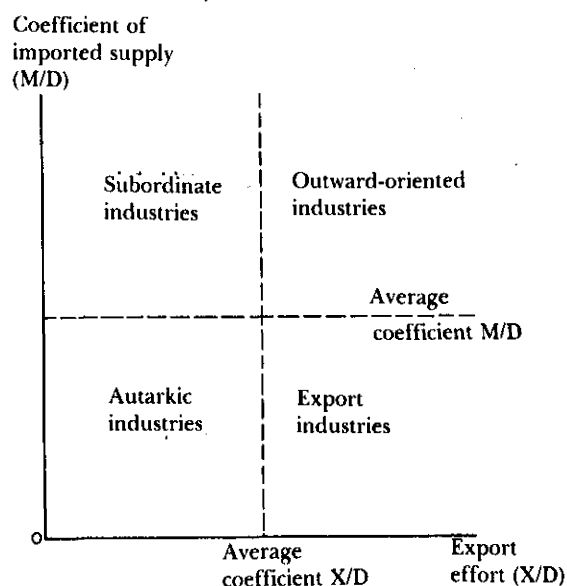 Coefficient of
imported supply
(M/D)
Subordinate
industries
Outward-oriented
industries
Average
coefficient M/D
Autarkic
industries
Export
industries
O
Average
coefficient X/D
Export
effort (X/D)